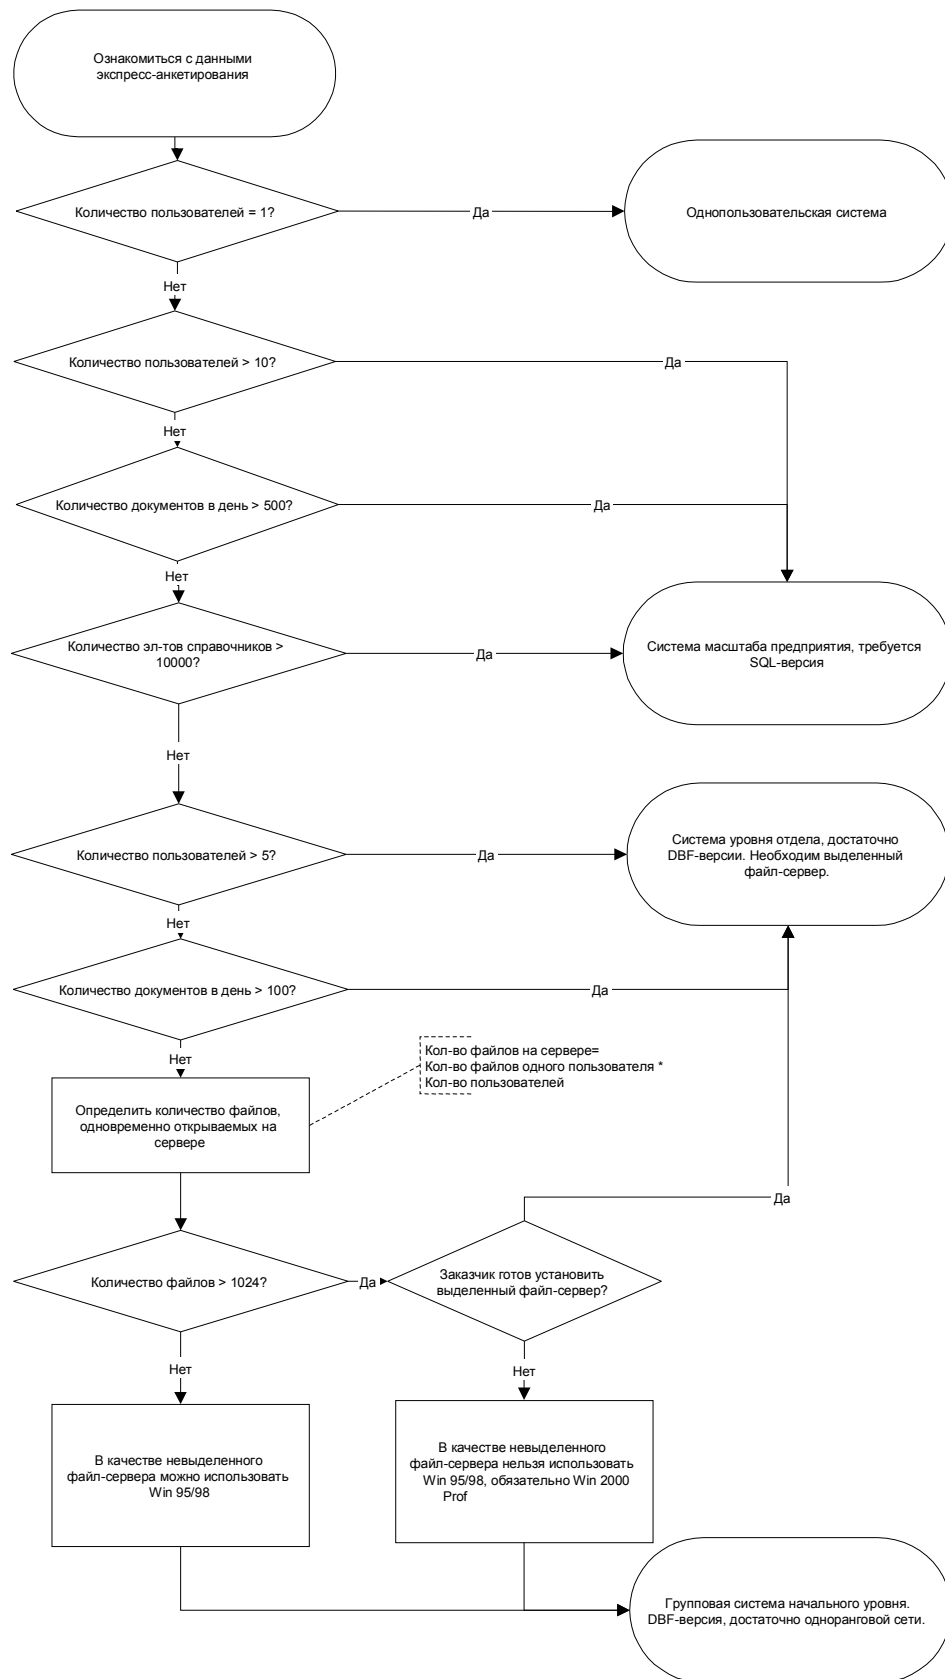 Ознакомиться с данными
экспресс-анкетирования
Количество пользователей = 1?
Да
Однопользовательская система
Нет
Количество пользователей > 10?
Да
Нет
Количество документов в день > 500?
Да
Нет
Количество эл-тов справочников >
10000?
Да
Система масштаба предприятия, требуется
SQL-версия
Нет
Количество пользователей > 5?
Да
Система уровня отдела, достаточно
DBF-версии. Необходим выделенный
файл-сервер.
Нет
Количество документов в день > 100?
Да
Нет
Кол-во файлов на сервере=
Кол-во файлов одного пользователя *
Кол-во пользователей
Определить количество файлов,
одновременно открываемых на
сервере
Да
Количество файлов > 1024?
Да
Заказчик готов установить
выделенный файл-сервер?
Нет
Нет
В качестве невыделенного
файл-сервера можно использовать
Win 95/98
В качестве невыделенного
файл-сервера нельзя использовать
Win 95/98, обязательно Win 2000
Prof
Групповая система начального уровня.
DBF-версия, достаточно одноранговой сети.